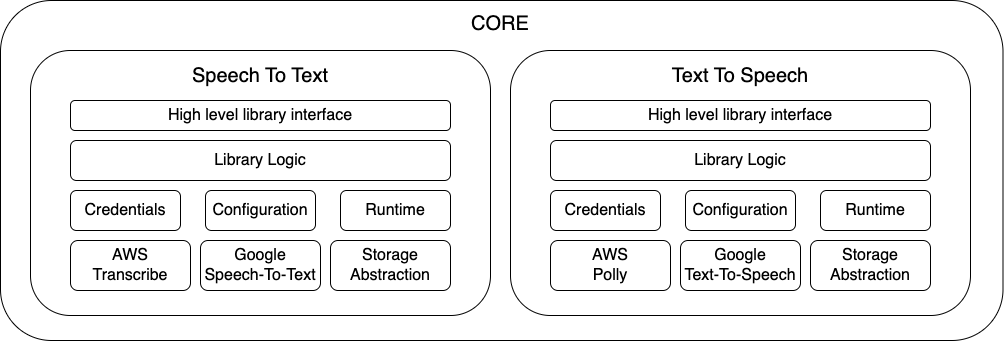 CORE
Speech To Text
High level library interface
Library Logic
Credentials
Configuration
Runtime
AWS
Transcribe
Google
Speech-To-Text
Storage
Abstraction
Text To Speech
High level library interface
Library Logic
Credentials
Configuration
Runtime
AWS
Polly
Google
Text-To-Speech
Storage
Abstraction